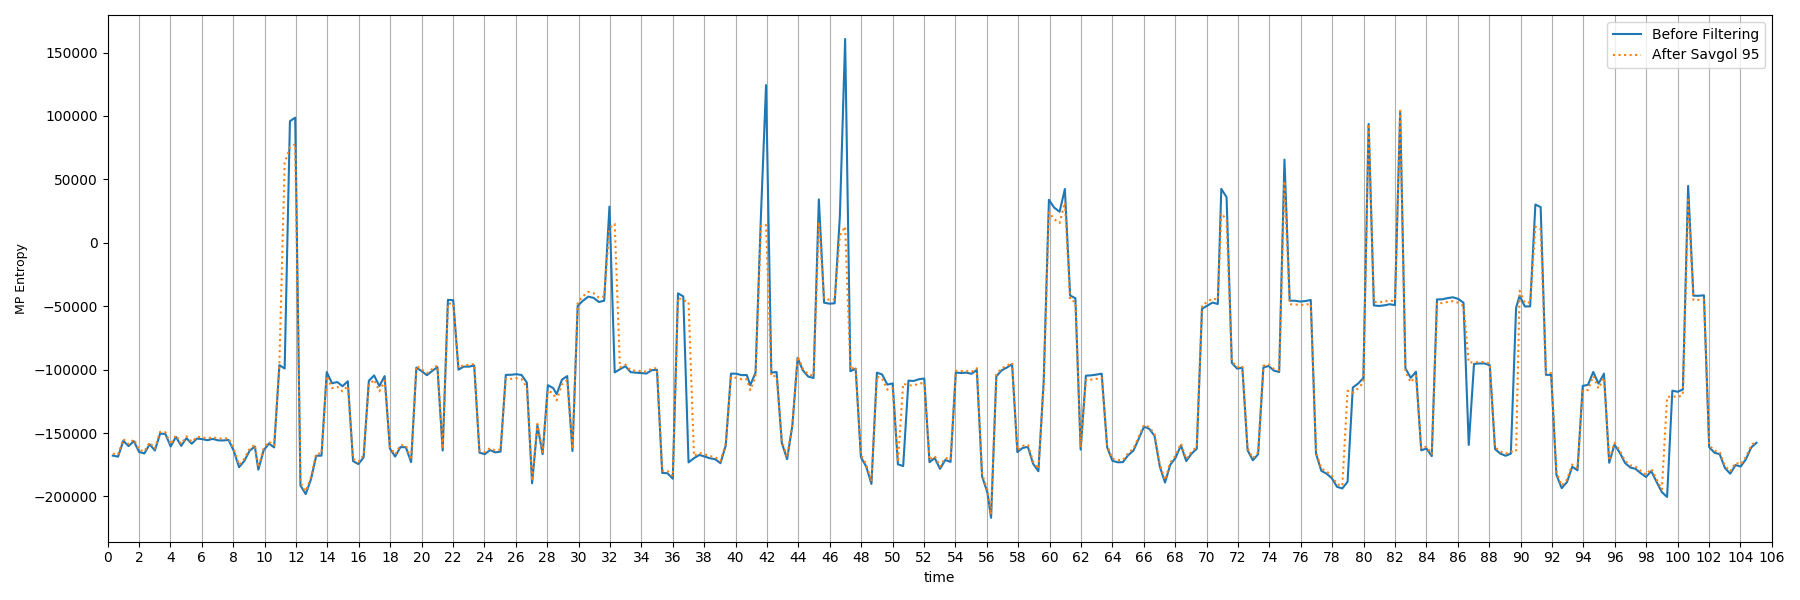 150000
100000
50000
0
−50000
−100000
−150000
−200000
MP Entropy
Before Filtering
After Savgol 95
0 2 4 6 8 10 12 14 16 18 20 22 24 26 28 30 32 34 36 38 40 42 44 46 48 50 52 54 56 58 60 62 64 66 68 70 72 74 76 78 80 82 84 86 88 90 92 94 96 98 100 102 104 106
time